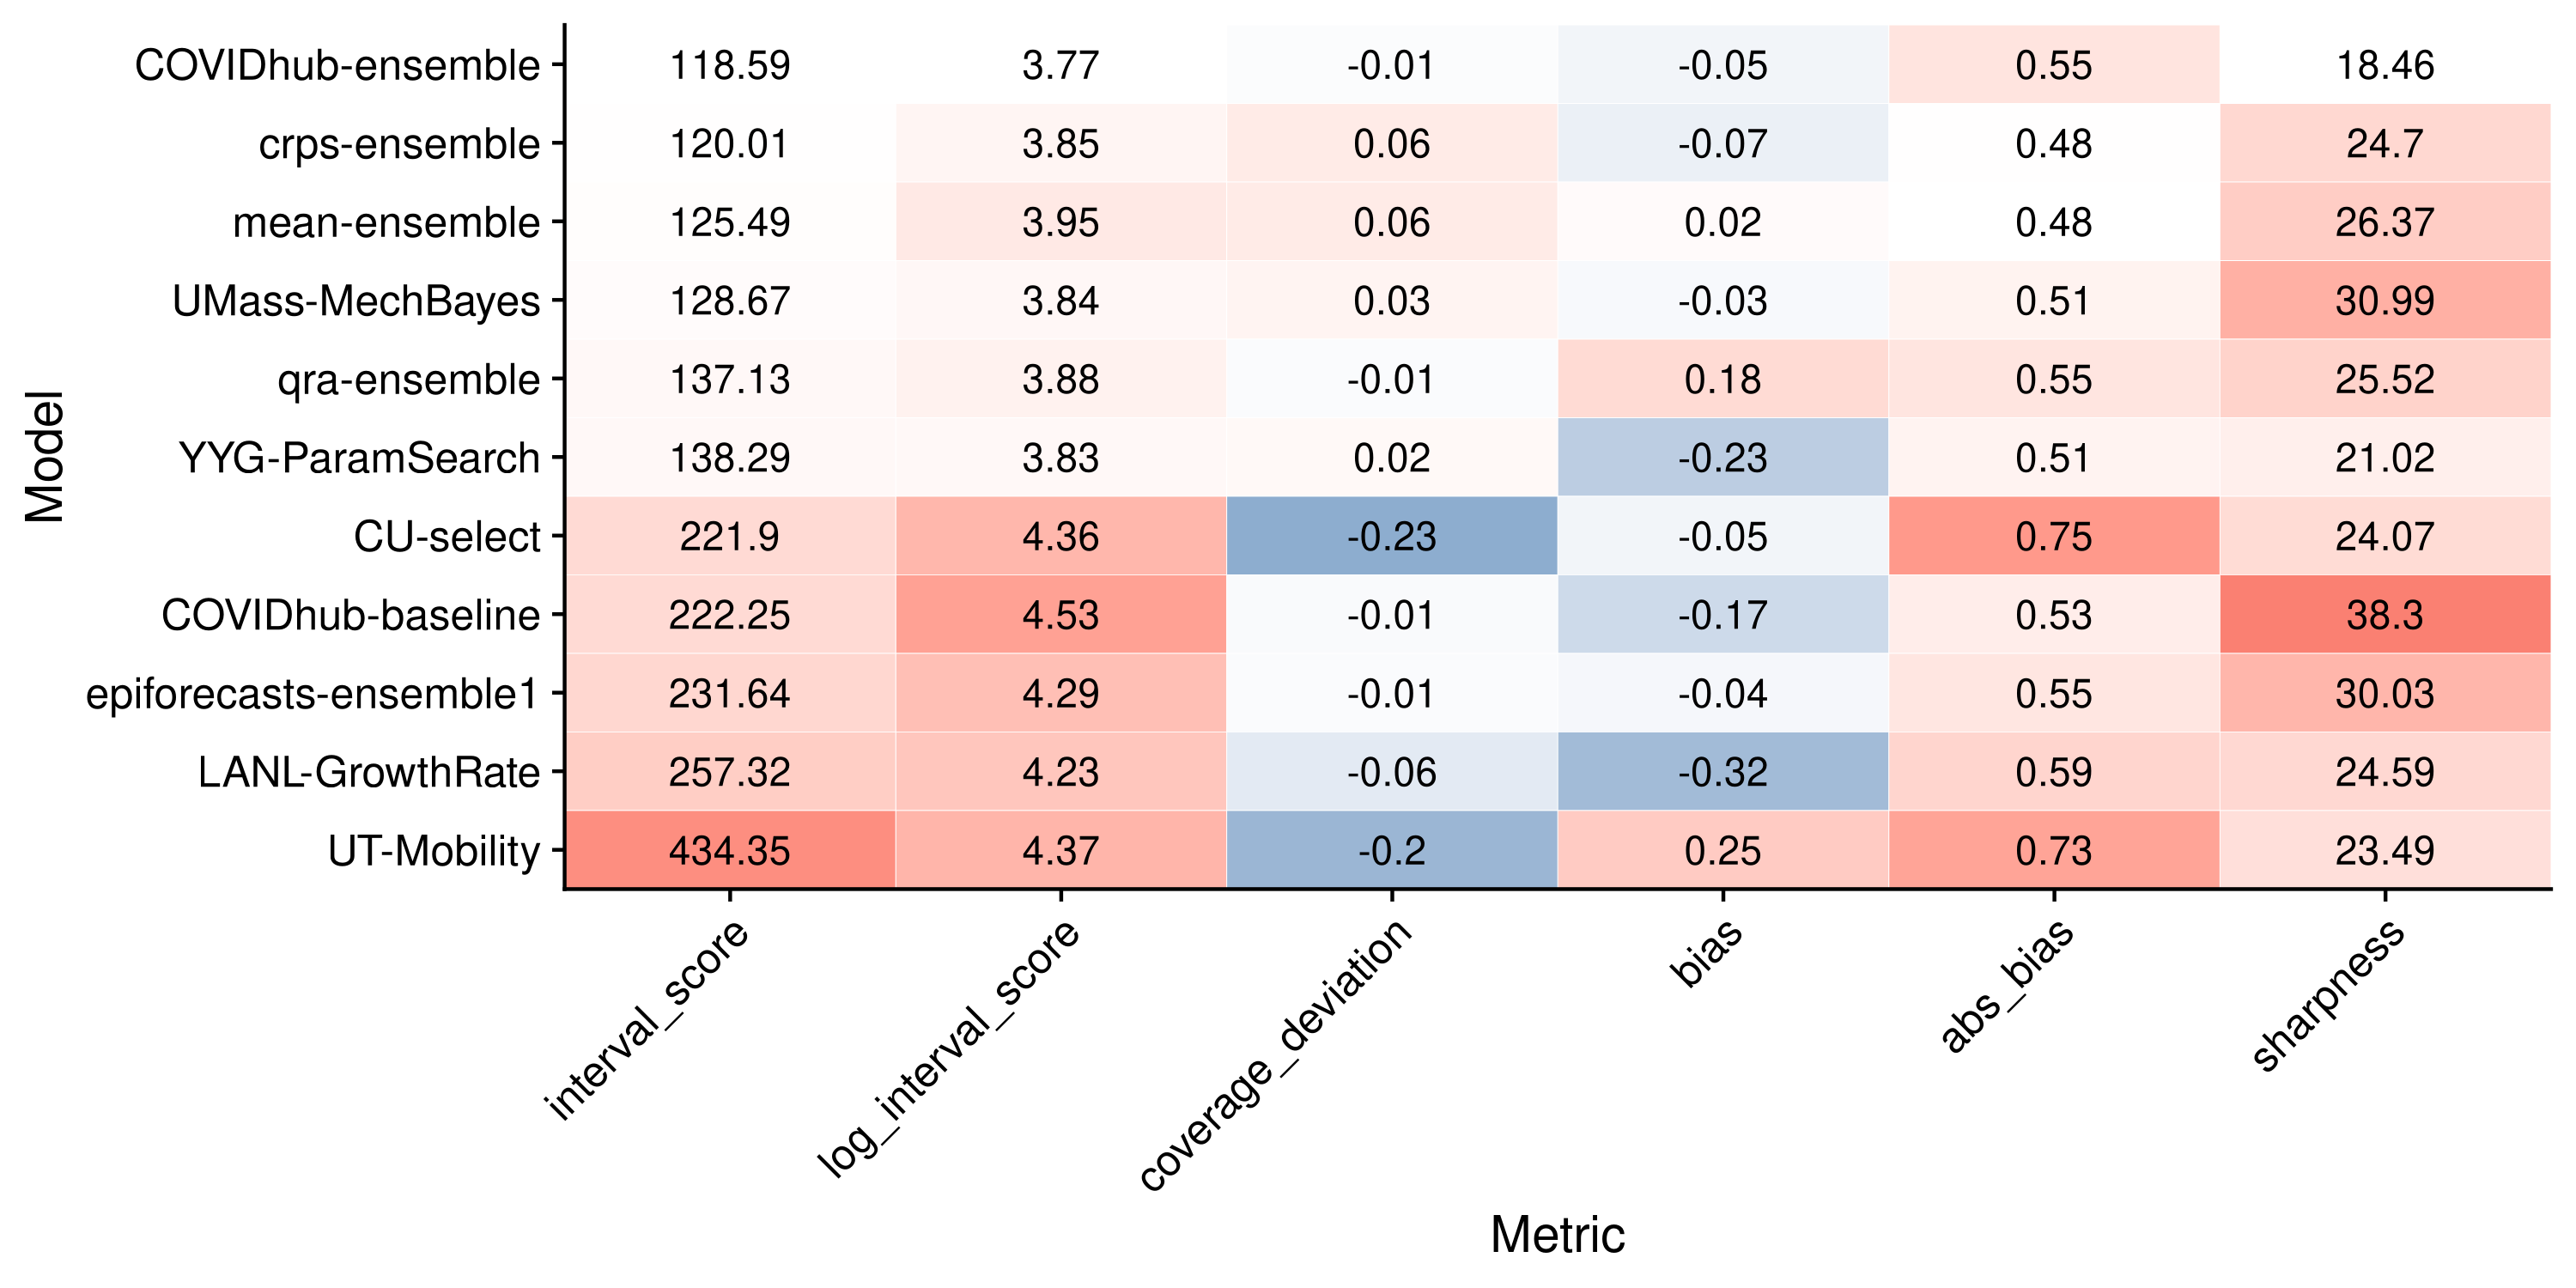 COVIDhub-ensemble 118.59 3.77 -0.01 -0.05 0.55 18.46
crps-ensemble 120.01 3.85 0.06 -0.07 0.48 24.7
mean-ensemble 125.49 3.95 0.06 0.02 0.48 26.37
UMass-MechBayes 128.67 3.84 0.03 -0.03 0.51 30.99
qra-ensemble 137.13 3.88 -0.01 0.18 0.55 25.52
YYG-ParamSearch 138.29 3.83 0.02 -0.23 0.51 21.02
CU-select 221.9 4.36 -0.23 -0.05 0.75 24.07
COVIDhub-baseline 222.25 4.53 -0.01 -0.17 0.53 38.3
epiforecasts-ensemble1 231.64 4.29 -0.01 -0.04 0.55 30.03
LANL-GrowthRate 257.32 4.23 -0.06 -0.32 0.59 24.59
UT-Mobility 434.35 4.37 -0.2 0.25 0.73 23.49
Model
interval_score
log_interval_score
coverage_deviation
bias
abs_bias
sharpness
Metric